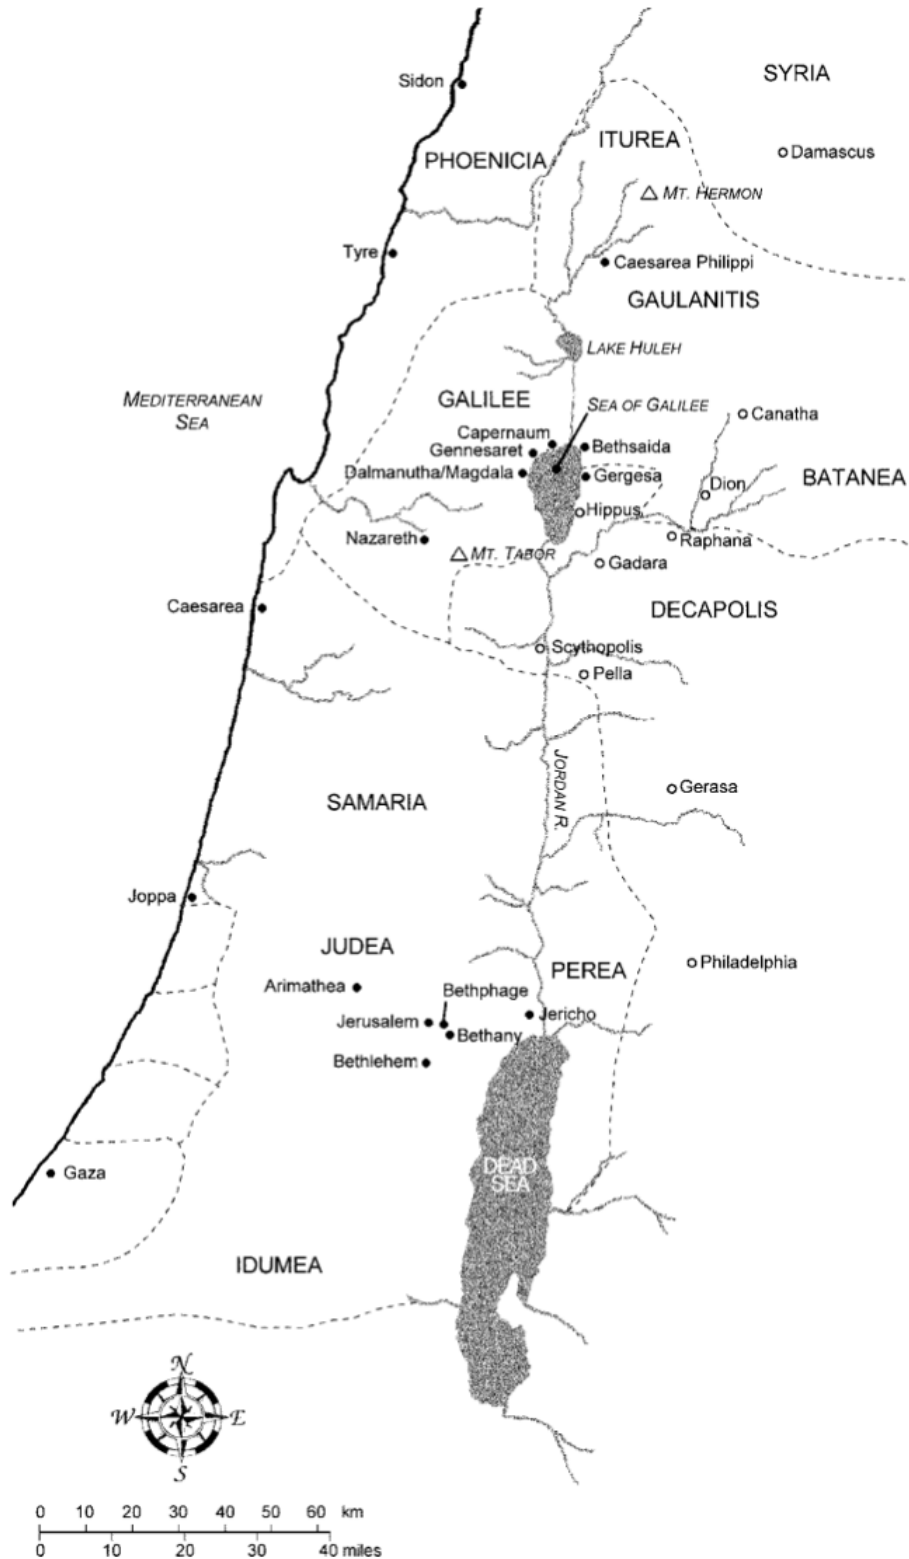 Sidon
SYRIA
ITUREA
PHOENICIA
Damascus
MT. HERMON
Tyre
Caesarea Philippi
GAULANITIS
LAKE HULEH
MEDITERRANEAN
SEA
GALILEE
SEA OF GALILEE
Canatha
Capernaum
Gennesaret
Bethsaida
Dalmanutha/Magdala
Gergesa
Dion
BATANEA
Hippus
Nazareth
MT. TABOR
Raphana
Gadara
Caesarea
DECAPOLIS
Scythopolis
Pella
JORDAN R.
Gerasa
SAMARIA
Joppa
JUDEA
PEREA
Philadelphia
Arimathea
Bethphage
Jerusalem
Jericho
Bethany
Bethlehem
DEAD
SEA
Gaza
IDUMEA
N
W E
S
0 10 20 30 40 50 60 km
0 10 20 30 40 miles